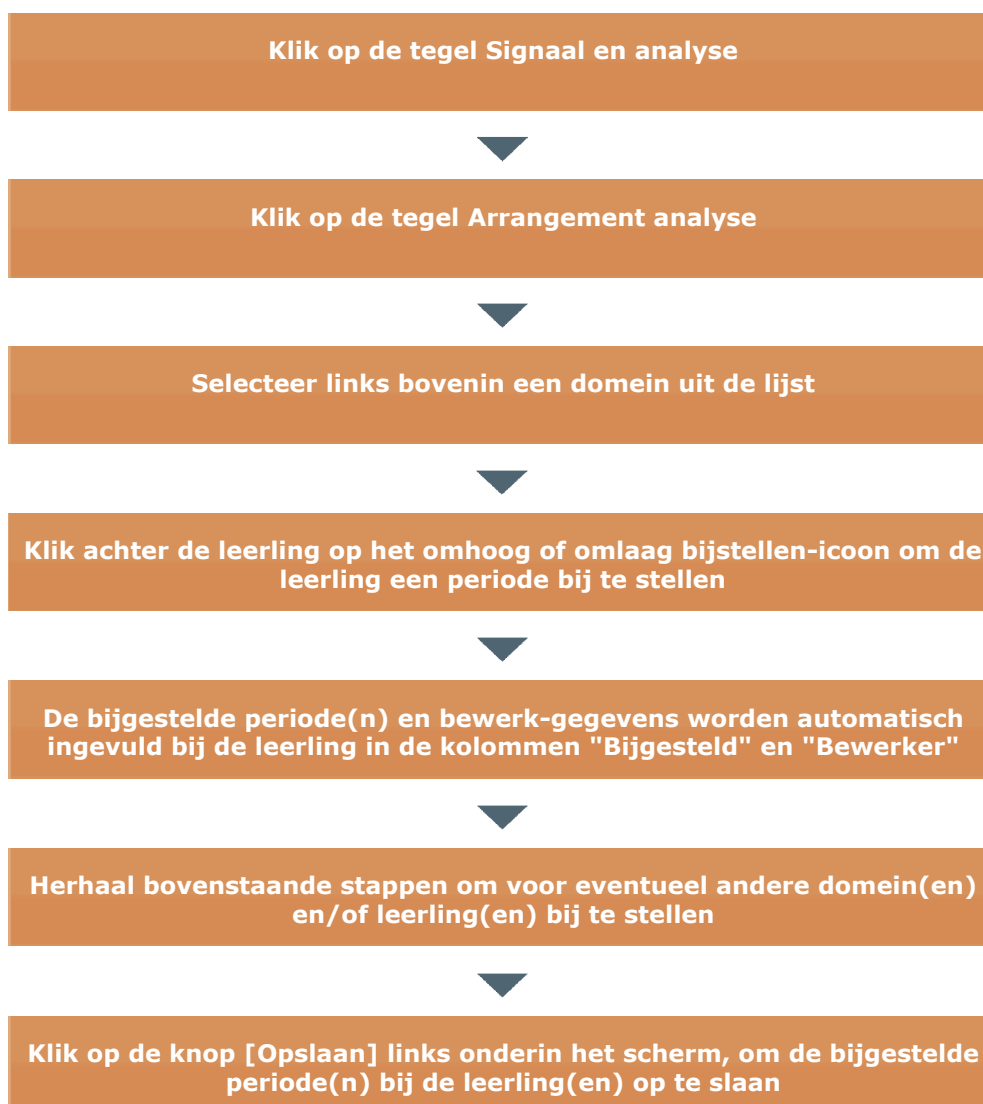 Klik op de tegel Signaal en analyse
Klik op de tegel Arrangement analyse
Selecteer links bovenin een domein uit de lijst
Klik achter de leerling op het omhoog of omlaag bijstellen-icoon om de
leerling een periode bij te stellen
De bijgestelde periode(n) en bewerk-gegevens worden automatisch
ingevuld bij de leerling in de kolommen "Bijgesteld" en "Bewerker"
Herhaal bovenstaande stappen om voor eventueel andere domein(en)
en/of leerling(en) bij te stellen
Klik op de knop [Opslaan] links onderin het scherm, om de bijgestelde
periode(n) bij de leerling(en) op te slaan